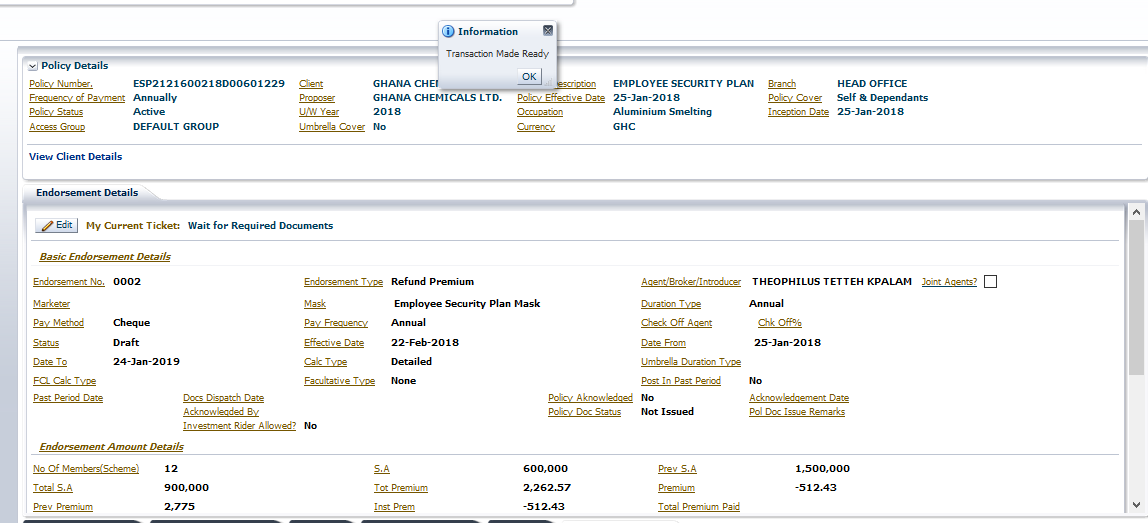 Information
Transaction Made Ready
OK
Policy Details
Policy Number. ESP2121600218D00601229 Client GHANA CHE escription EMPLOYEE SECURITY PLAN Branch HEAD OFFICE
Frequency of Payment Annually Proposer GHANA CHEMICALS LTD. Policy Effective Date 25-Jan-2018 Policy Cover Self & Dependants
Policy Status Active U/W Year 2018 Occupation Aluminium Smelting Inception Date 25-Jan-2018
Access Group DEFAULT GROUP Umbrella Cover No Currency GHC
View Client Details
Endorsement Details
Edit My Current Ticket: Wait for Required Documents
Basic Endorsement Details
Endorsement No. 0002 Endorsement Type Refund Premium Agent/Broker/Introducer THEOPHILUS TETTEH KPALAM Joint Agents?
Marketer Mask Employee Security Plan Mask Duration Type Annual
Pay Method Cheque Pay Frequency Annual Check Off Agent Chk Off%
Status Draft Effective Date 22-Feb-2018 Date From 25-Jan-2018
Date To 24-Jan-2019 Calc Type Detailed Umbrella Duration Type
FCL Calc Type Facultative Type None Post In Past Period No
Past Period Date Docs Dispatch Date Policy Aknowledged No Acknowledgement Date
Acknowlegded By Policy Doc Status Not Issued Pol Doc Issue Remarks
Investment Rider Allowed? No
Endorsement Amount Details
No Of Members(Scheme) 12 S.A 600,000 Prev S.A 1,500,000
Total S.A 900,000 Tot Premium 2,262.57 Premium -512.43
Prev Premium 2,775 Inst Prem -512.43 Total Premium Paid